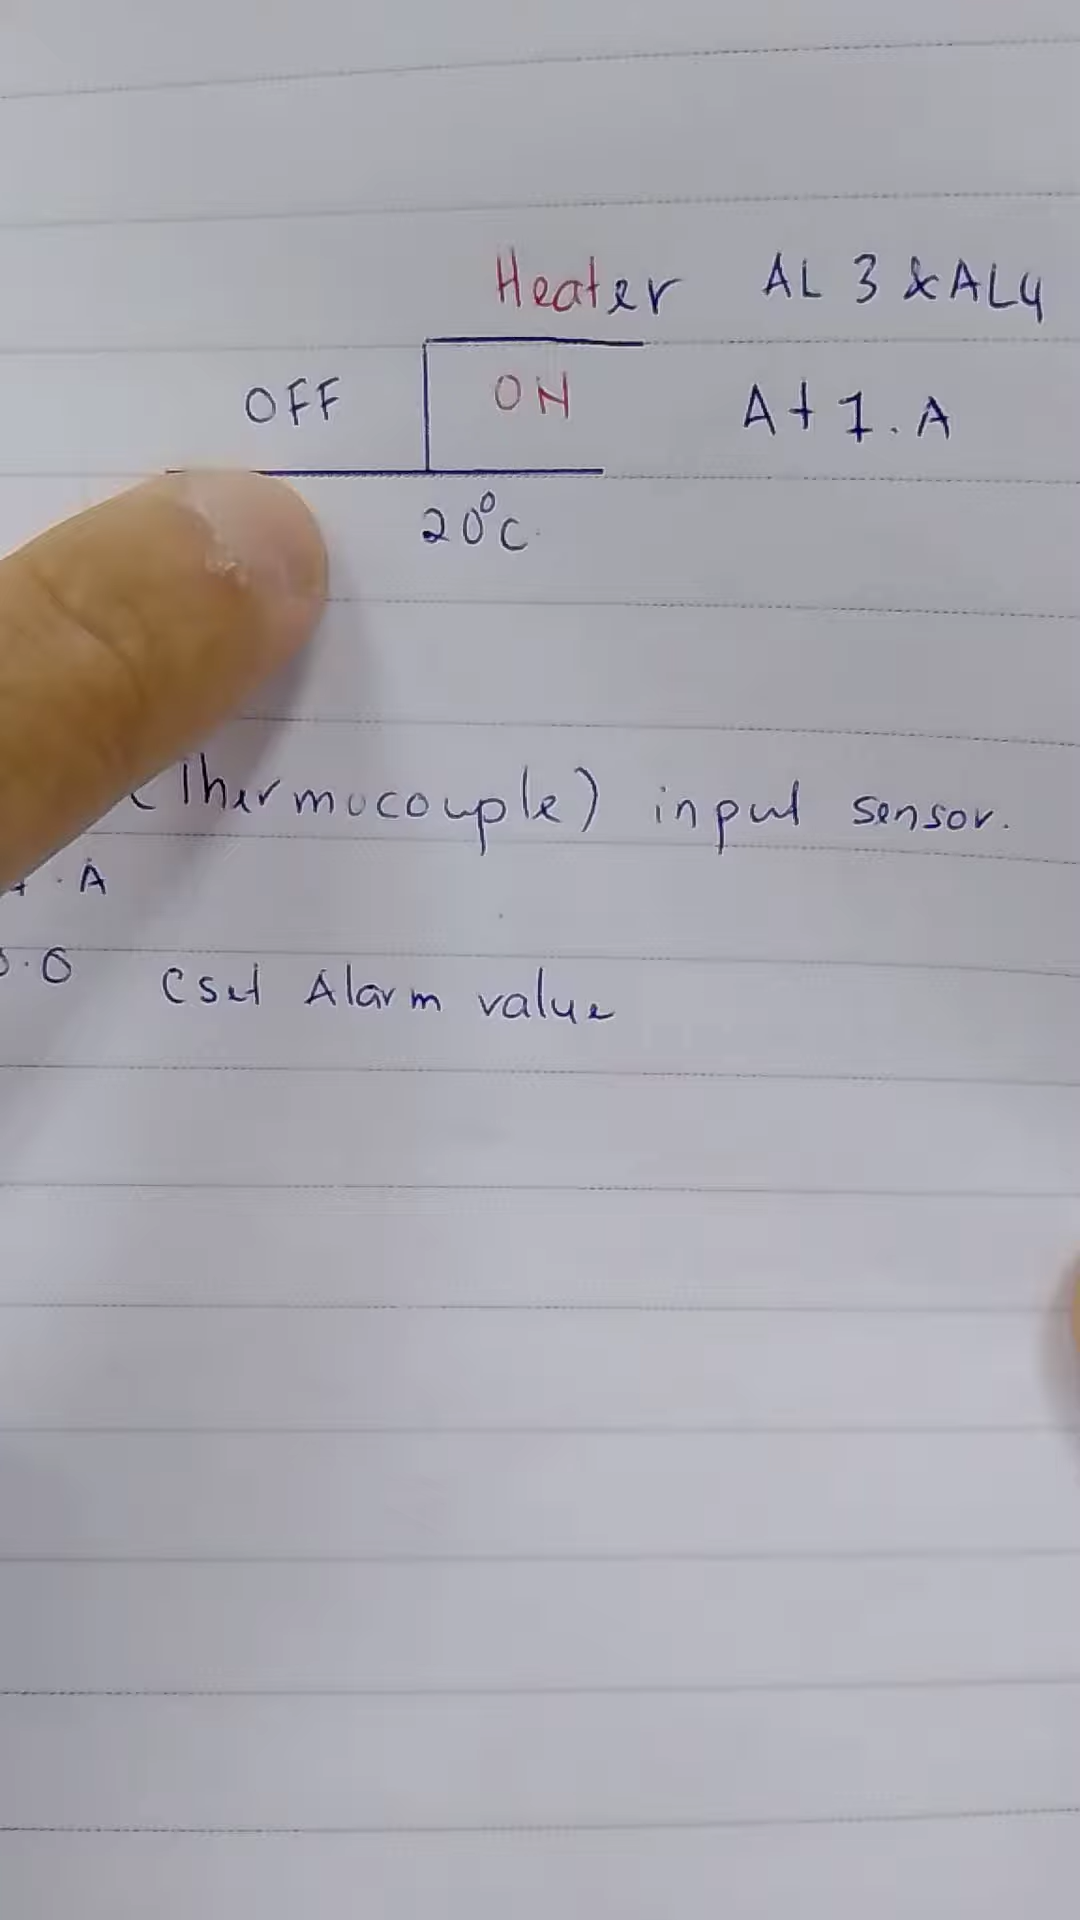 Heater AL 3 & AL4
OFF ON At 1.A
20°C.
(Thermocouple) input sensor.
.A
.0 (Set Alarm value